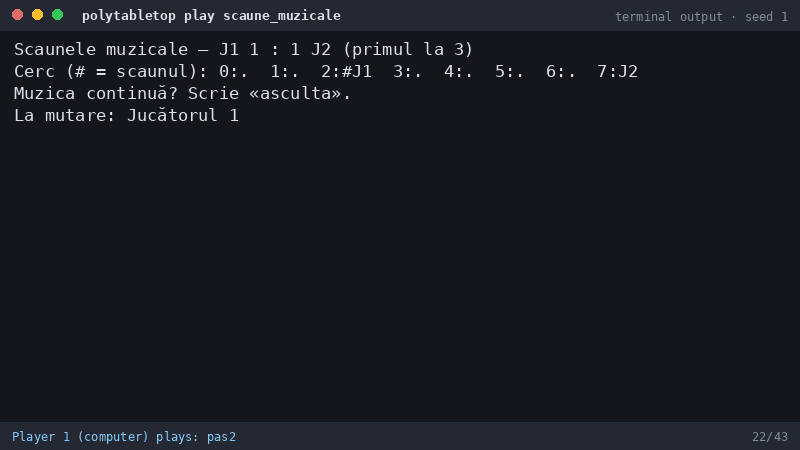 polytabletop play scaune_muzicale
terminal output · seed 1
Scaunele muzicale — J1 1 : 1 J2 (primul la 3)
Cerc (# = scaunul): 0:.  1:.  2:#J1  3:.  4:.  5:.  6:.  7:J2
Muzica continuă? Scrie «asculta».
La mutare: Jucătorul 1
Player 1 (computer) plays: pas2
22/43